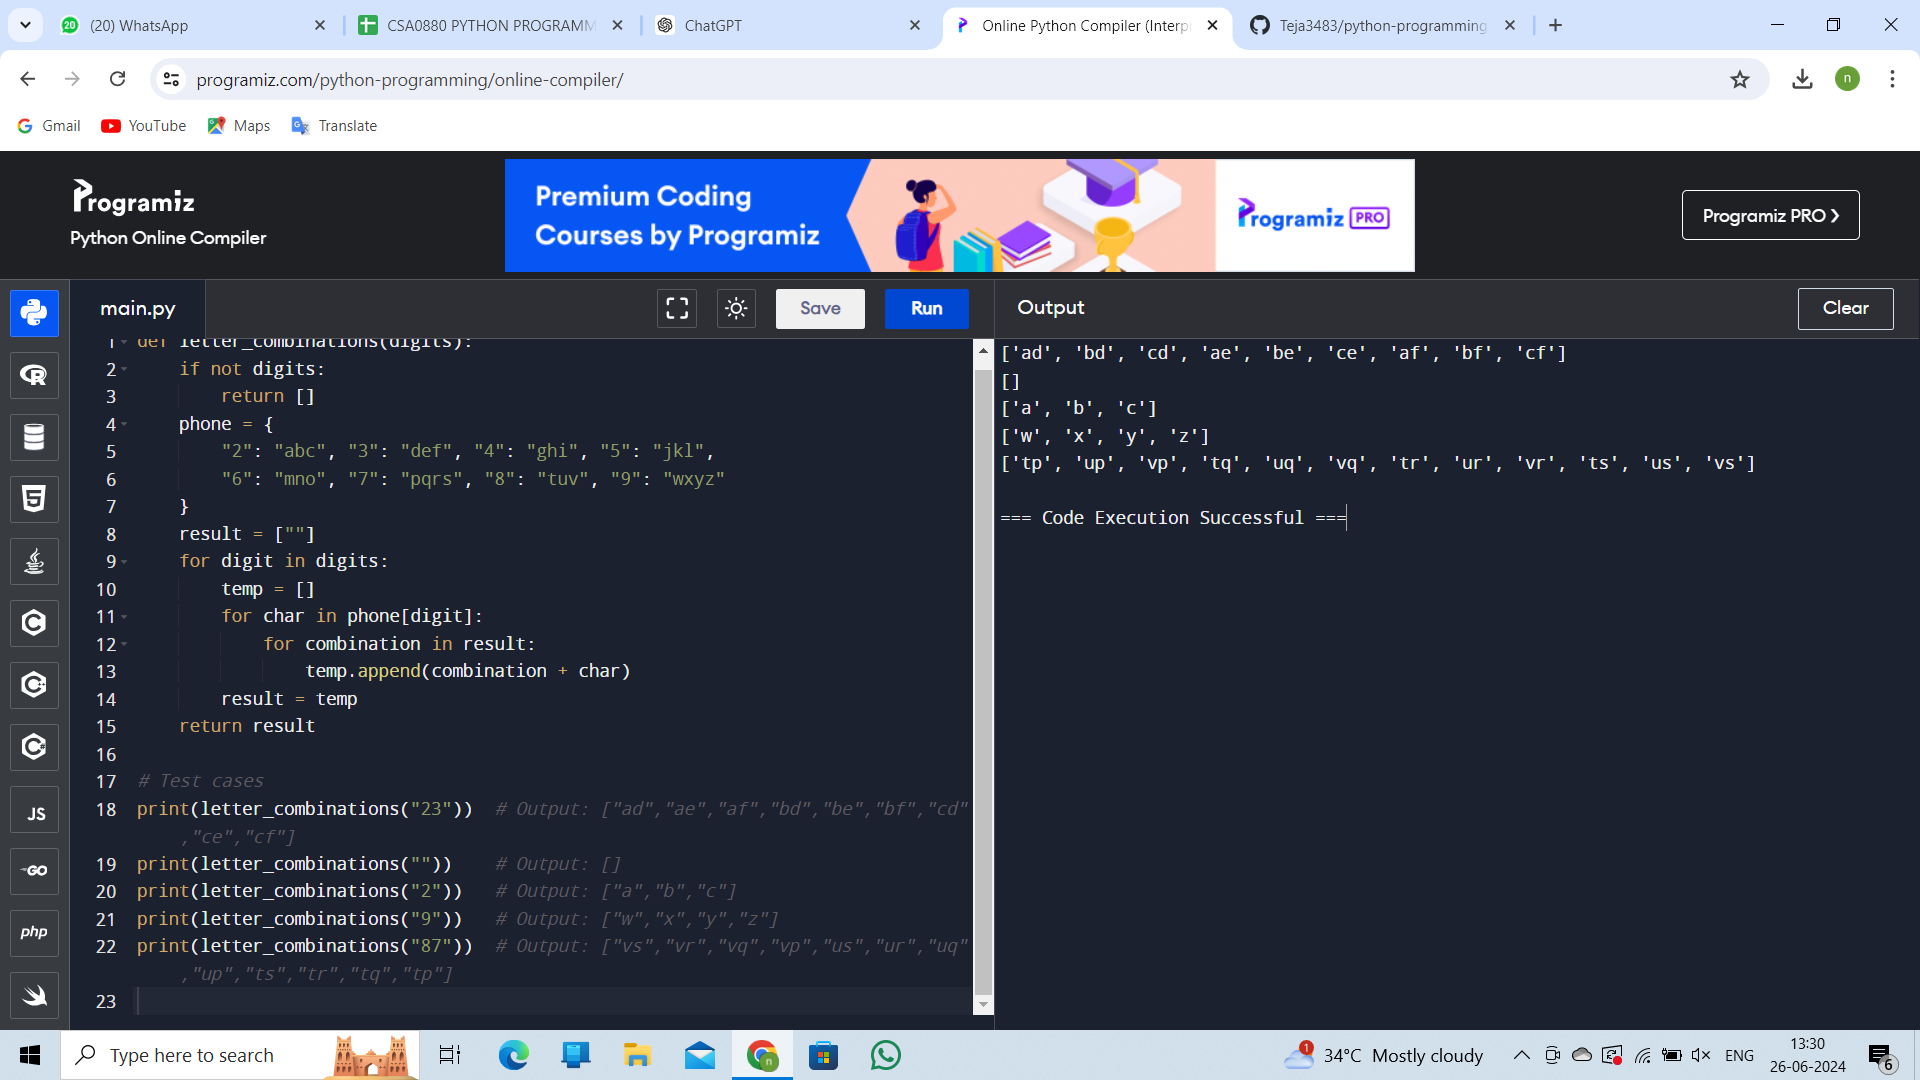 (20) WhatsApp
CSA0880 PYTHON PROGRAMM
ChatGPT
Online Python Compiler (Interpr
Teja3483/python-programming
programiz.com/python-programming/online-compiler/
n
Gmail
YouTube
Maps
Translate
Programiz
Python Online Compiler
Premium Coding
Courses by Programiz
Programiz PRO
Programiz PRO ❯
main.py
Save
Run
Output
Clear
1 def letter_combinations(digits):
2 if not digits:
3 return []
4 phone = {
5 "2": "abc", "3": "def", "4": "ghi", "5": "jkl",
6 "6": "mno", "7": "pqrs", "8": "tuv", "9": "wxyz"
7 }
8 result = [""]
9 for digit in digits:
10 temp = []
11 for char in phone[digit]:
12 for combination in result:
13 temp.append(combination + char)
14 result = temp
15 return result
16
17 # Test cases
18 print(letter_combinations("23")) # Output: ["ad","ae","af","bd","be","bf","cd"
,"ce","cf"]
19 print(letter_combinations("")) # Output: []
20 print(letter_combinations("2")) # Output: ["a","b","c"]
21 print(letter_combinations("9")) # Output: ["w","x","y","z"]
22 print(letter_combinations("87")) # Output: ["vs","vr","vq","vp","us","ur","uq"
,"up","ts","tr","tq","tp"]
23
['ad', 'bd', 'cd', 'ae', 'be', 'ce', 'af', 'bf', 'cf']
[]
['a', 'b', 'c']
['w', 'x', 'y', 'z']
['tp', 'up', 'vp', 'tq', 'uq', 'vq', 'tr', 'ur', 'vr', 'ts', 'us', 'vs']
=== Code Execution Successful ===
JS
GO
php
Type here to search
1
34°C Mostly cloudy
ENG
13:30
26-06-2024
6